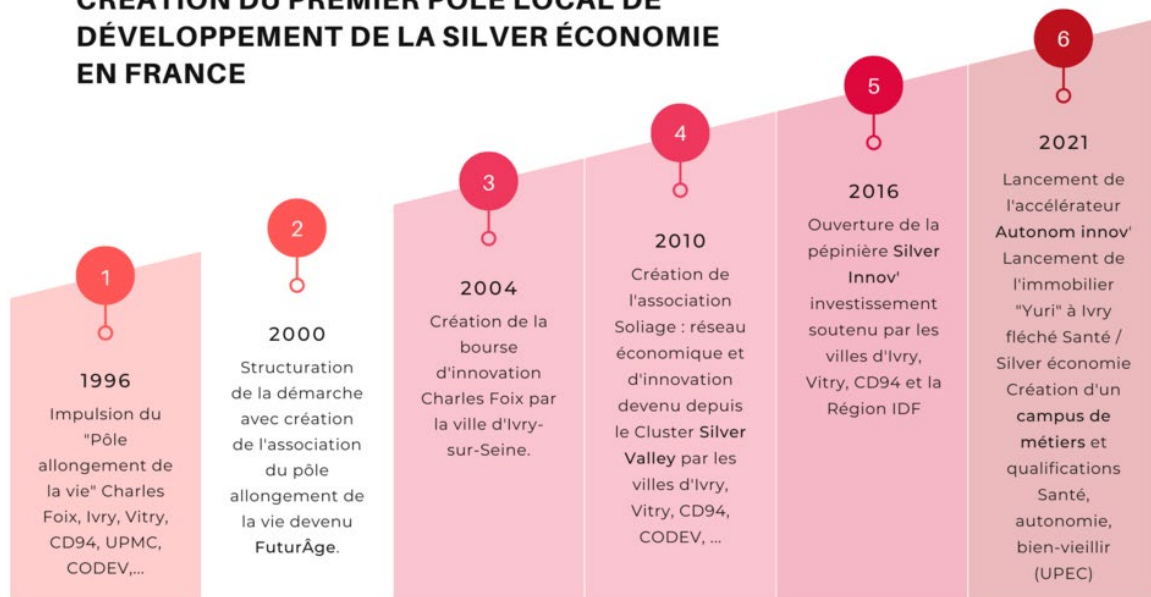 CRÉATION DU PREMIER PÔLE LOCAL DE
DÉVELOPPEMENT DE LA SILVER ÉCONOMIE
EN FRANCE
1
1996
Impulsion du
"Pôle
allongement de
la vie" Charles
Foix, Ivry, Vitry,
CD94, UPMC,
CODEV,...
2
2000
Structuration
de la démarche
avec création
de l'association
du pôle
allongement de
la vie devenu
FuturÂge.
3
2004
Création de la
bourse
d'innovation
Charles Foix par
la ville d'Ivry-
sur-Seine.
4
2010
Création de
l'association
Soliage : réseau
économique et
d'innovation
devenu depuis
le Cluster Silver
Valley par les
villes d'Ivry,
Vitry, CD94,
CODEV, ...
5
2016
Ouverture de la
pépinière Silver
Innov'
investissement
soutenu par les
villes d'Ivry,
Vitry, CD94 et la
Région IDF
6
2021
Lancement de
l'accélérateur
Autonom innov'
Lancement de
l'immobilier
"Yuri" à Ivry
fléché Santé /
Silver économie
Création d'un
campus de
métiers et
qualifications
Santé,
autonomie,
bien-vieillir
(UPEC)